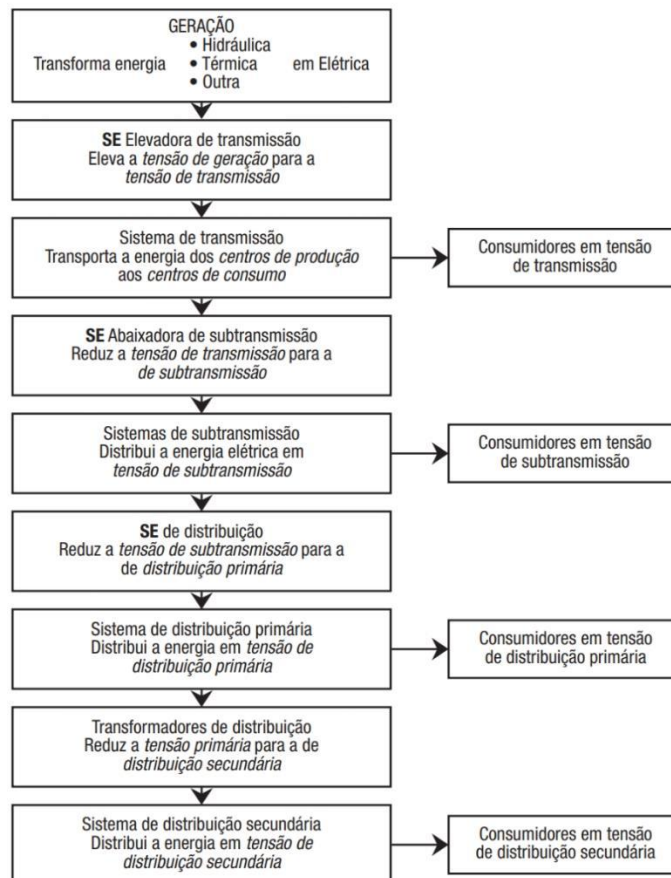 GERAÇÃO
• Hidráulica
Transforma energia • Térmica em Elétrica
• Outra
SE Elevadora de transmissão
Eleva a tensão de geração para a
tensão de transmissão
Sistema de transmissão
Transporta a energia dos centros de produção
aos centros de consumo
Consumidores em tensão
de transmissão
SE Abaixadora de subtransmissão
Reduz a tensão de transmissão para a
de subtransmissão
Sistemas de subtransmissão
Distribui a energia elétrica em
tensão de subtransmissão
Consumidores em tensão
de subtransmissão
SE de distribuição
Reduz a tensão de subtransmissão para a
de distribuição primária
Sistema de distribuição primária
Distribui a energia em tensão de
distribuição primária
Consumidores em tensão
de distribuição primária
Transformadores de distribuição
Reduz a tensão primária para a de
distribuição secundária
Sistema de distribuição secundária
Distribui a energia em tensão de
distribuição secundária
Consumidores em tensão
de distribuição secundária